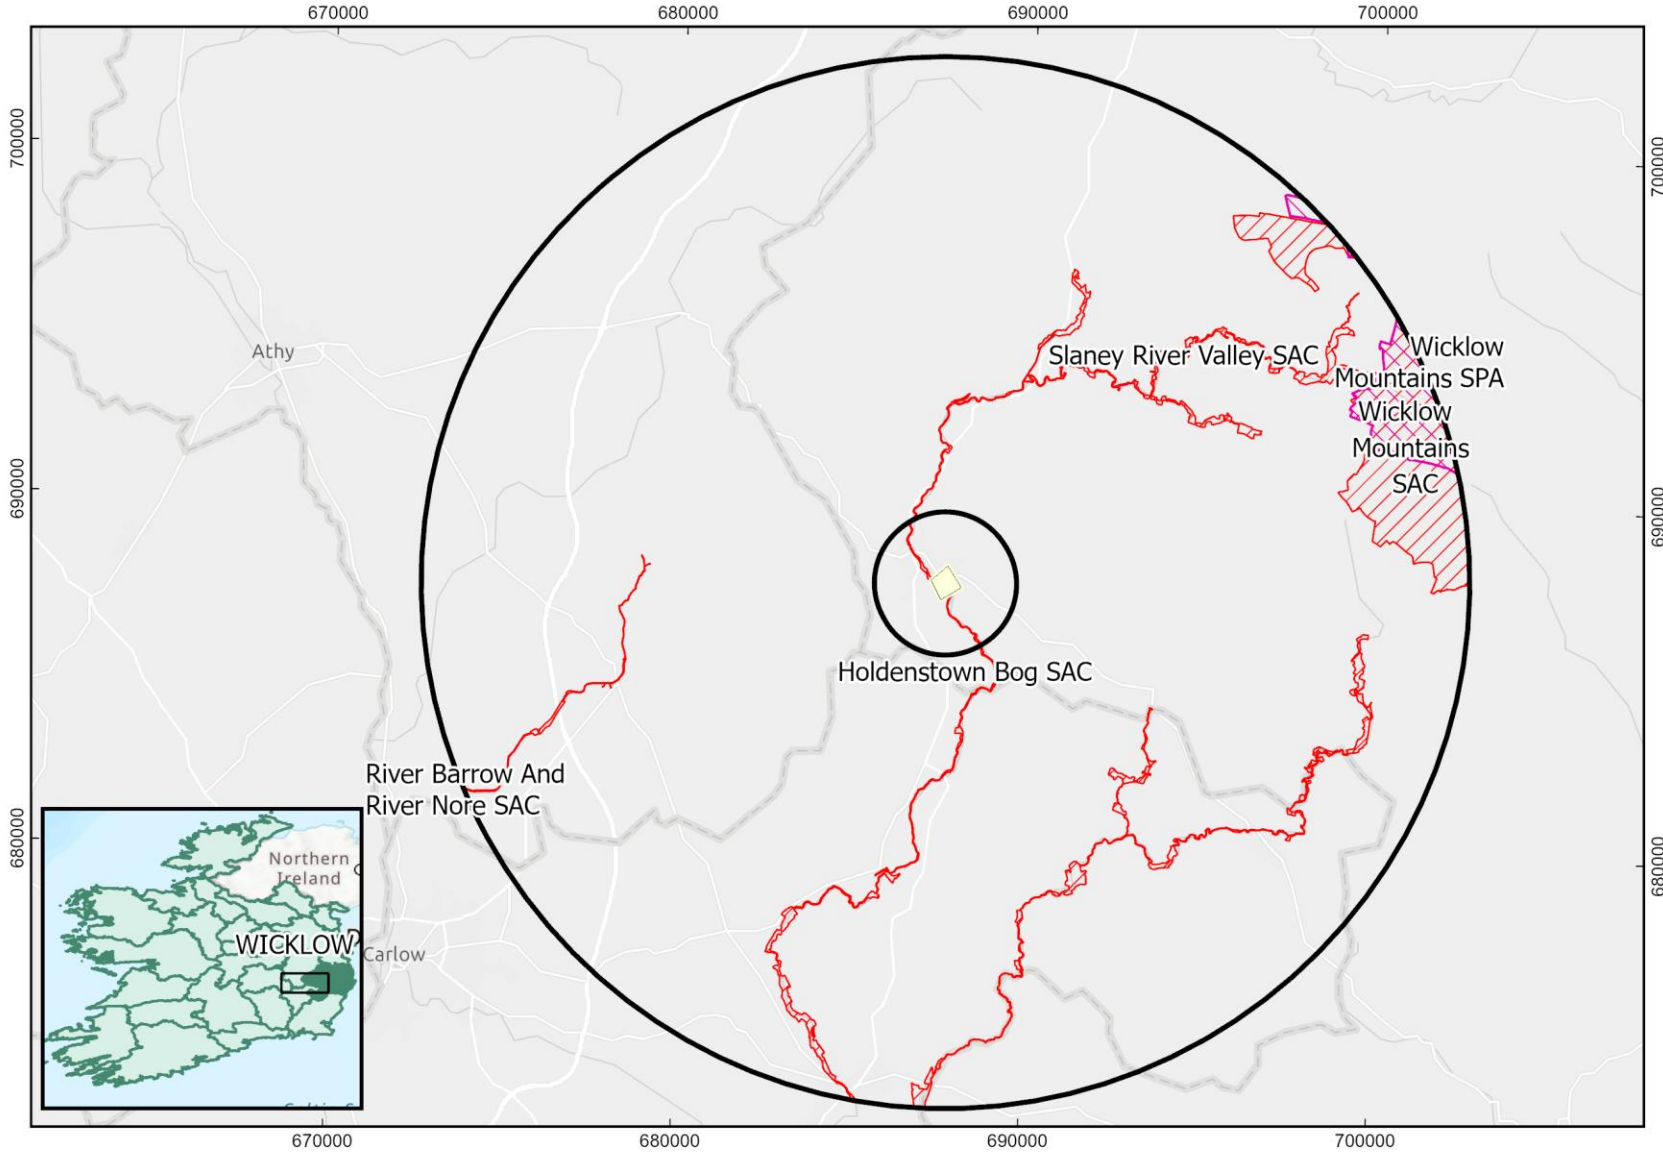 670000
680000
690000
700000
700000
700000
Athy
Slaney River Valley SAC
Wicklow
Mountains SPA
Wicklow
Mountains
SAC
690000
690000
Holdenstown Bog SAC
River Barrow And
River Nore SAC
680000
680000
Northern
Ireland
WICKLOW
Carlow
670000
680000
690000
700000